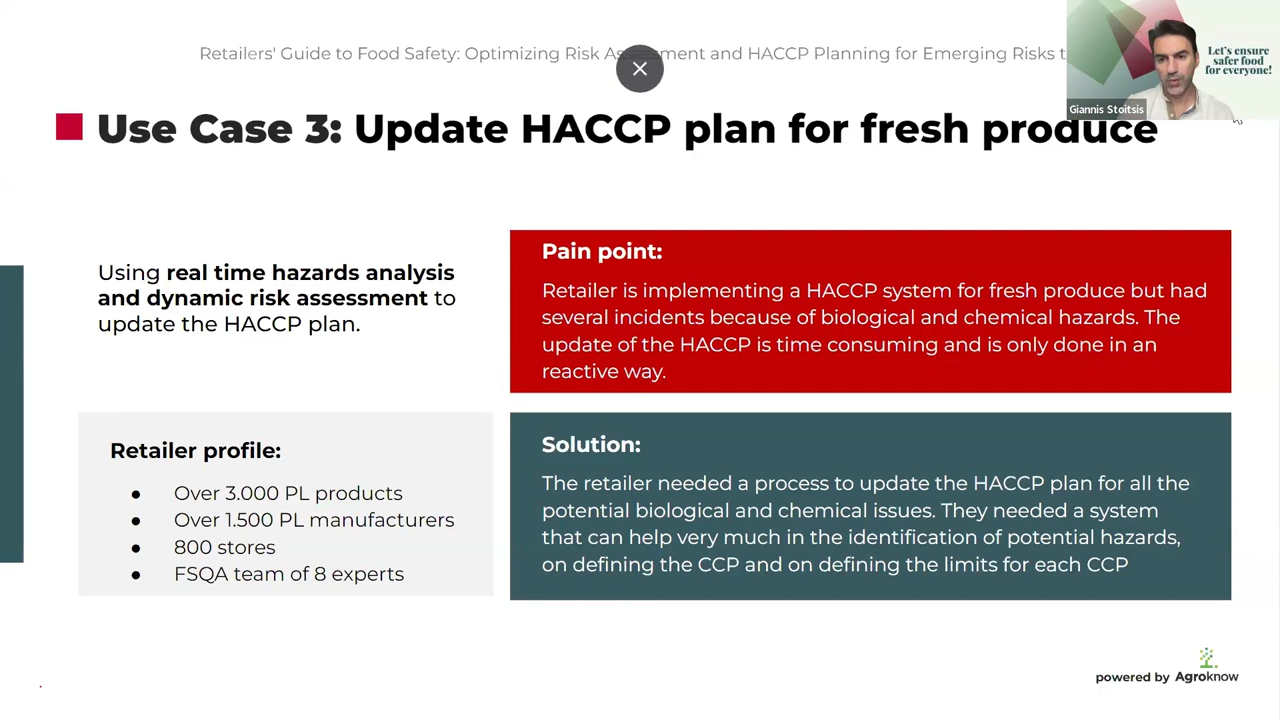 Retailers' Guide to Food Safety: Optimizing Risk As ment and HACCP Planning for Emerging Risks t
Let's ensure
safer food
for everyone!
Giannis Stoitsis
Use Case 3: Update HACCP plan for fresh produce
Using real time hazards analysis
and dynamic risk assessment to
update the HACCP plan.
Pain point:
Retailer is implementing a HACCP system for fresh produce but had
several incidents because of biological and chemical hazards. The
update of the HACCP is time consuming and is only done in an
reactive way.
Retailer profile:
● Over 3.000 PL products
● Over 1.500 PL manufacturers
● 800 stores
● FSQA team of 8 experts
Solution:
The retailer needed a process to update the HACCP plan for all the
potential biological and chemical issues. They needed a system
that can help very much in the identification of potential hazards,
on defining the CCP and on defining the limits for each CCP
powered by Agroknow